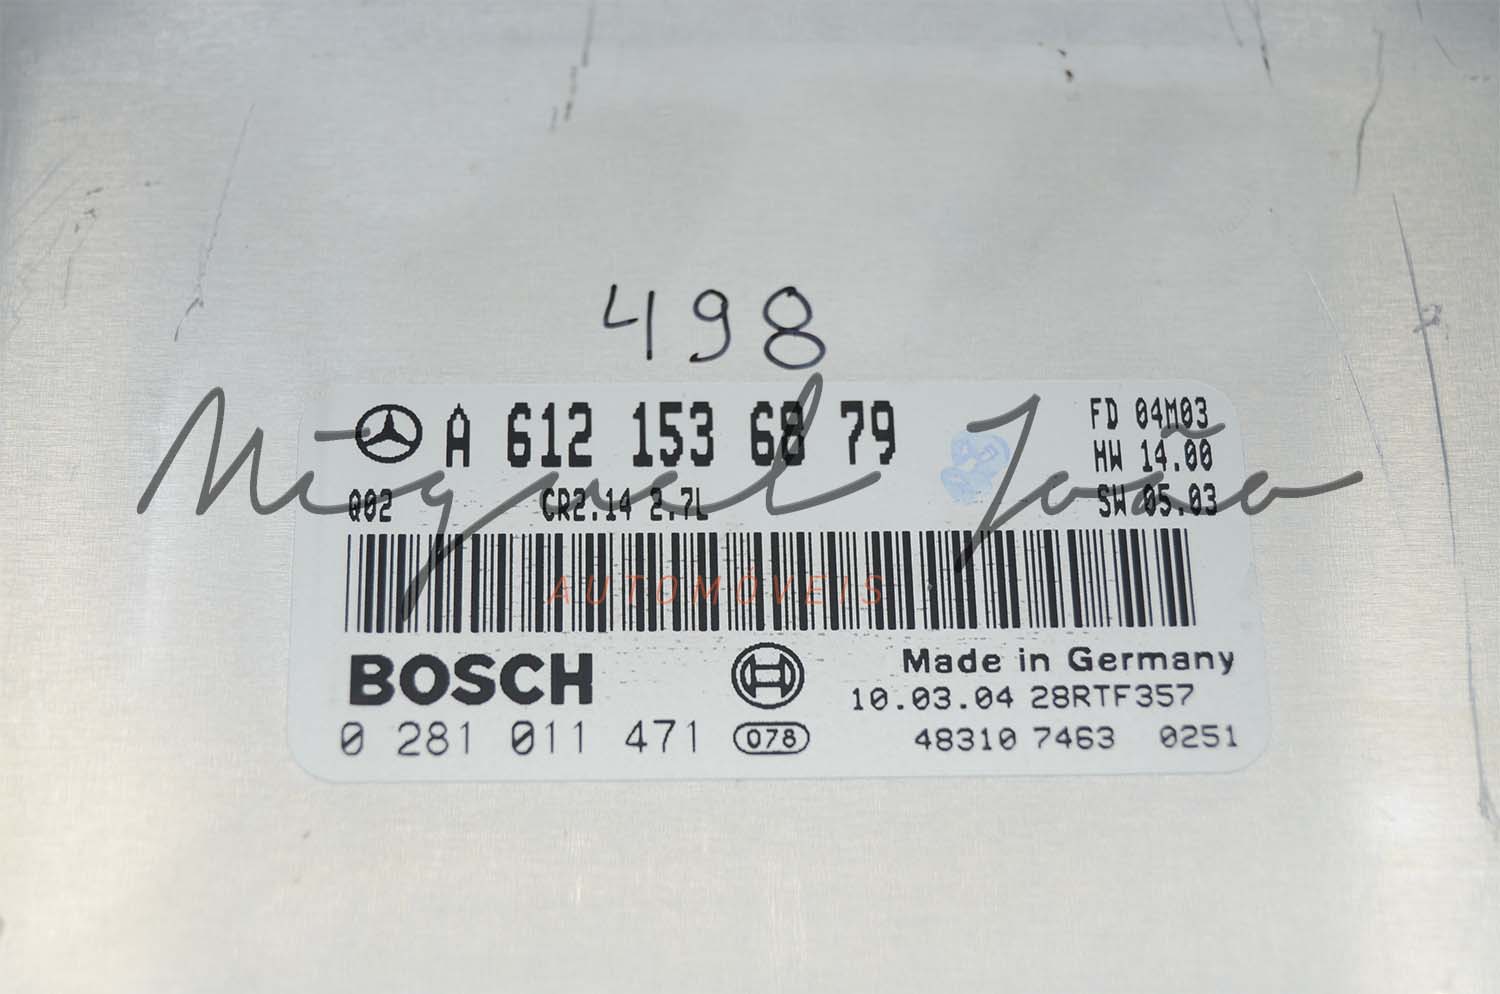 498
A 612 153 68 79
FD 04M03
HW 14.00
SW 05.03
Q02 CR2.14 2.7L
Miguel João
AUTOMÓVEIS
BOSCH
Made in Germany
10.03.04 28RTF357
0 281 011 471 078 48310 7463 0251